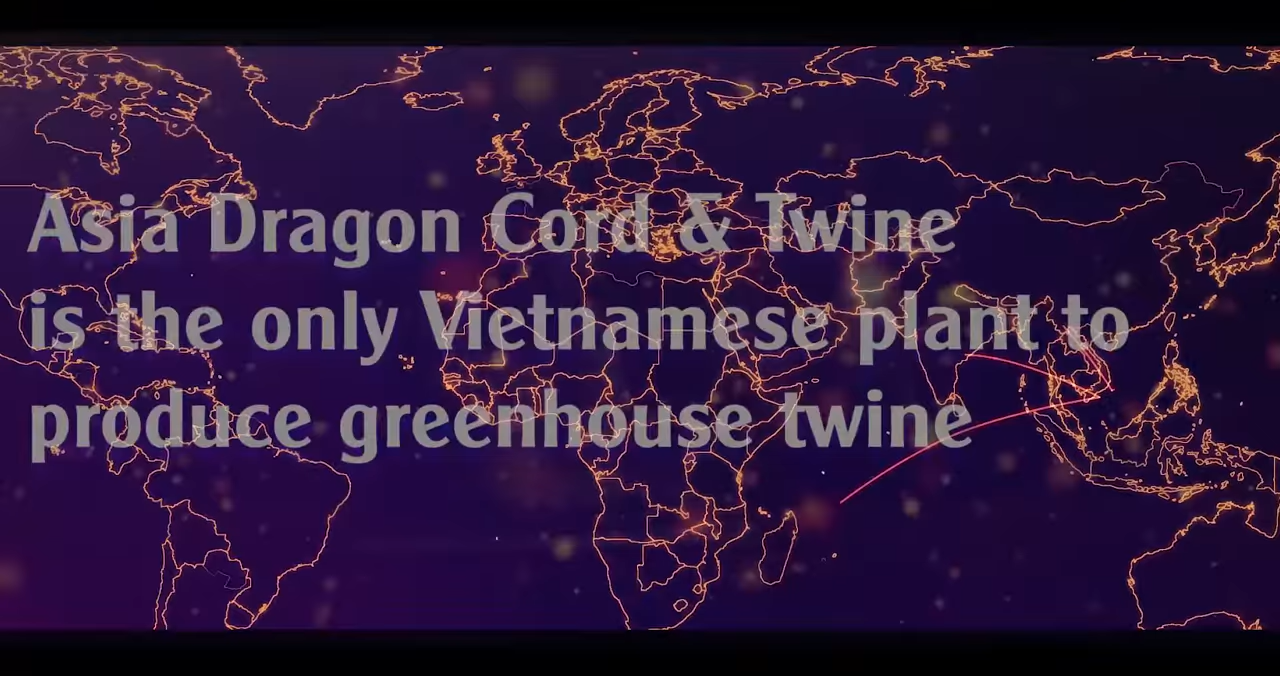 Asia Dragon Cord & Twine
is the only Vietnamese plant to
produce greenhouse twine